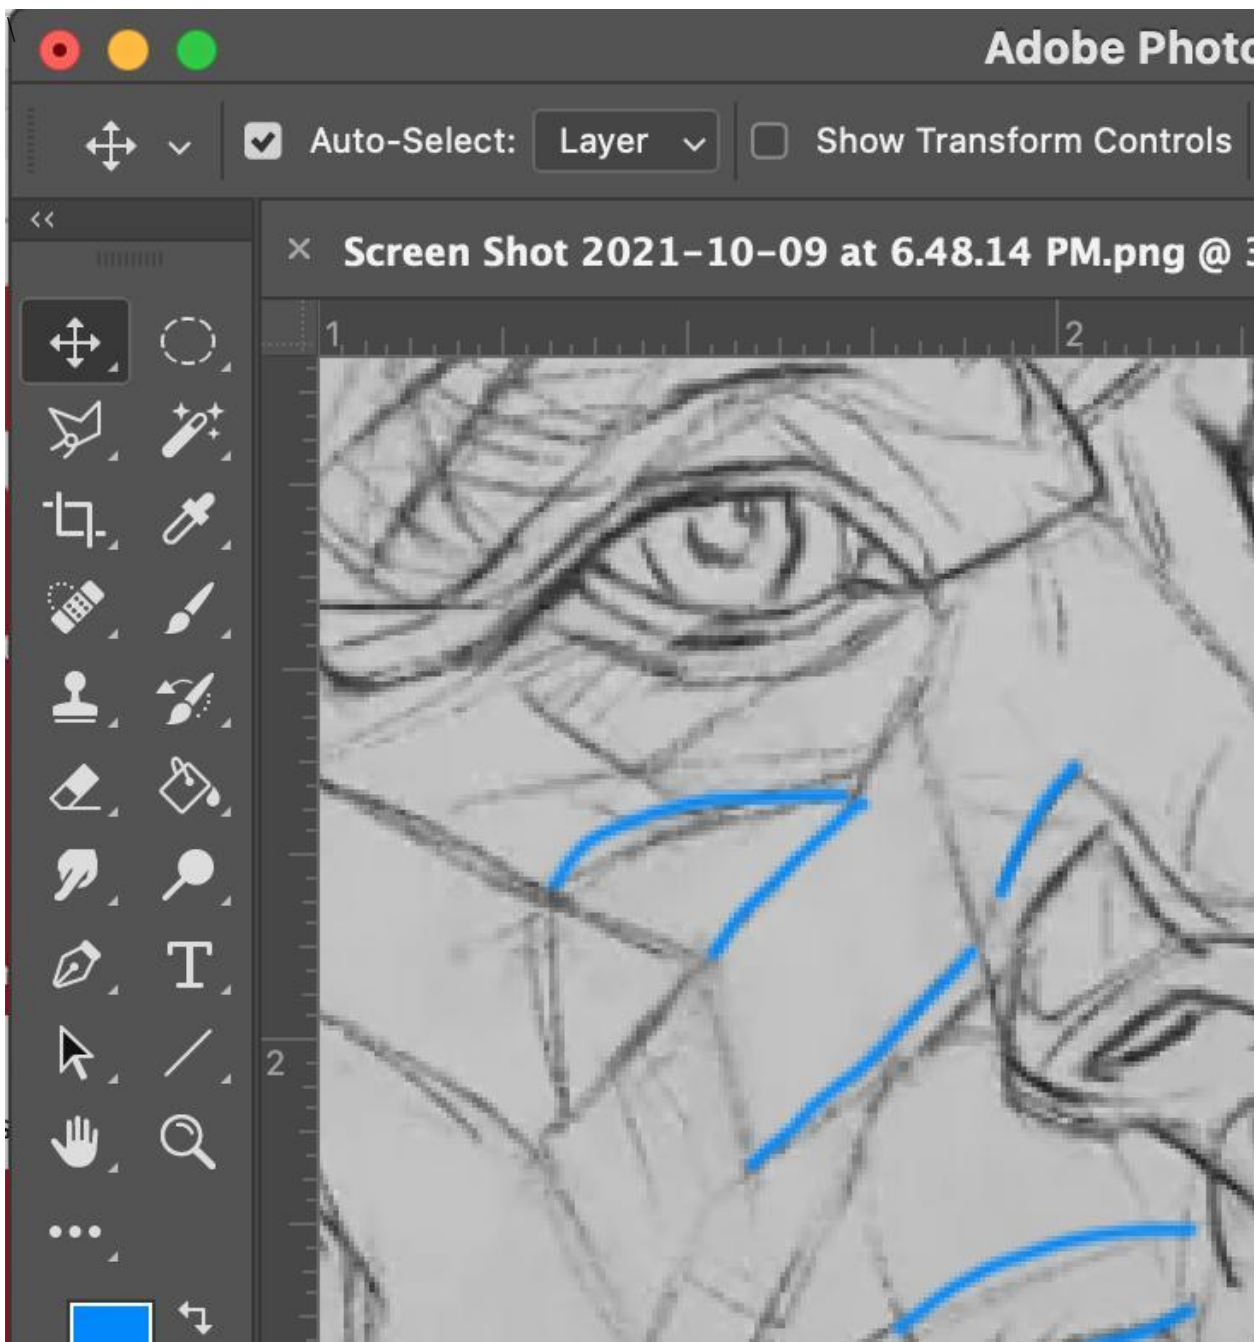 Adobe Photo
Auto-Select: Layer Show Transform Controls
Screen Shot 2021-10-09 at 6.48.14 PM.png @ 3
1 2
T
2